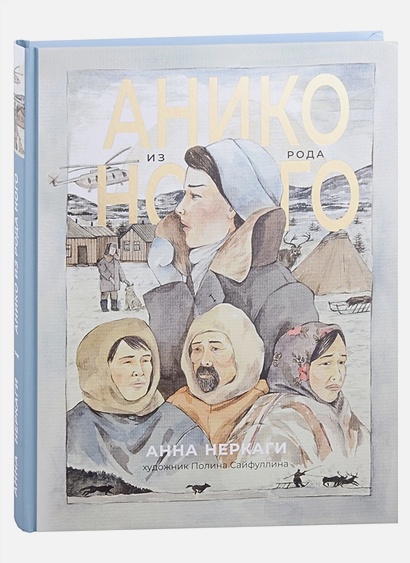 АНИКО
ИЗ РОДА
НОГО
АННА НЕРКАГИ
художник Полина Сайфуллина
АННА НЕРКАГИ / АНИКО ИЗ РОДА НОГО